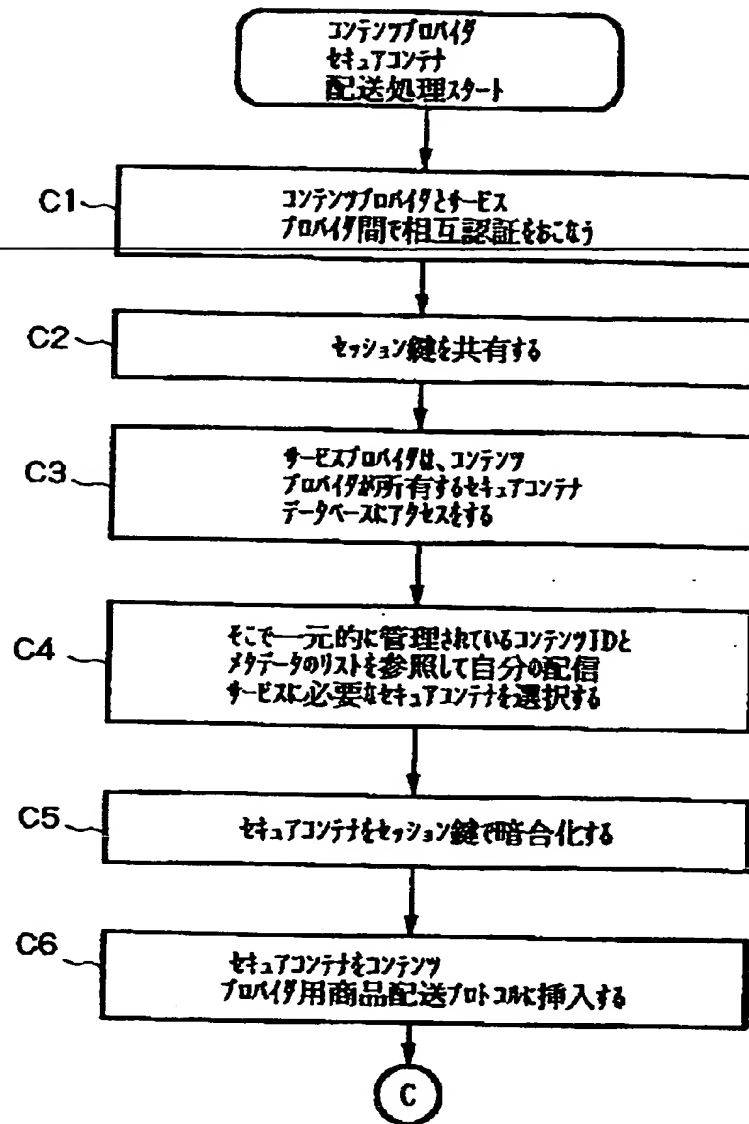 コンテンツプロバイダ
セキュアコンテナ
配送処理スタート
C1
コンテンツプロバイダとサービス
プロバイダ間で相互認証をおこなう
C2
セッション鍵を共有する
C3
サービスプロバイダは、コンテンツ
プロバイダが所有するセキュアコンテナ
データベースにアクセスをする
C4
そこで一元的に管理されているコンテンツIDと
メタデータのリストを参照して自分の配信
サービスに必要なセキュアコンテナを選択する
C5
セキュアコンテナをセッション鍵で暗合化する
C6
セキュアコンテナをコンテンツ
プロバイダ用商品配送プロトコルに挿入する
C